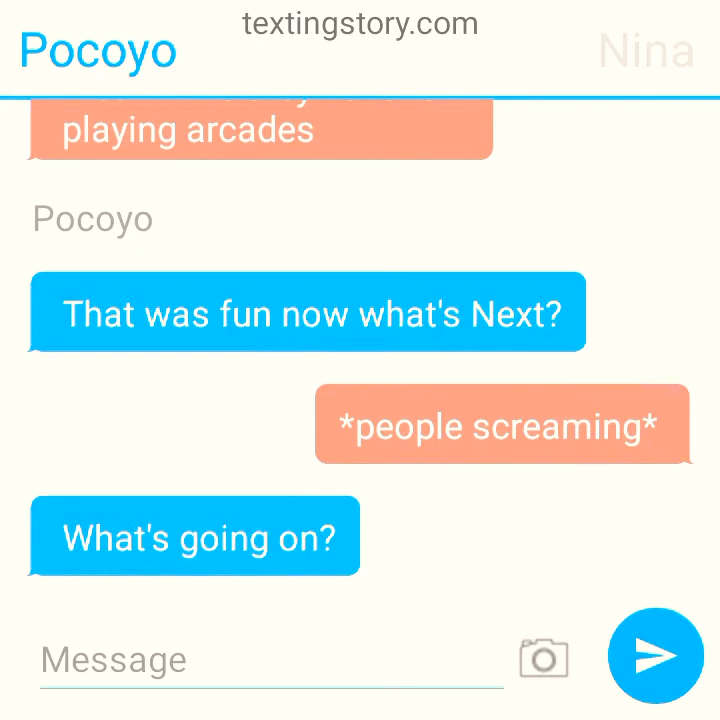 textingstory.com
Pocoyo
Nina
playing arcades
Pocoyo
That was fun now what's Next?
*people screaming*
What's going on?
Message